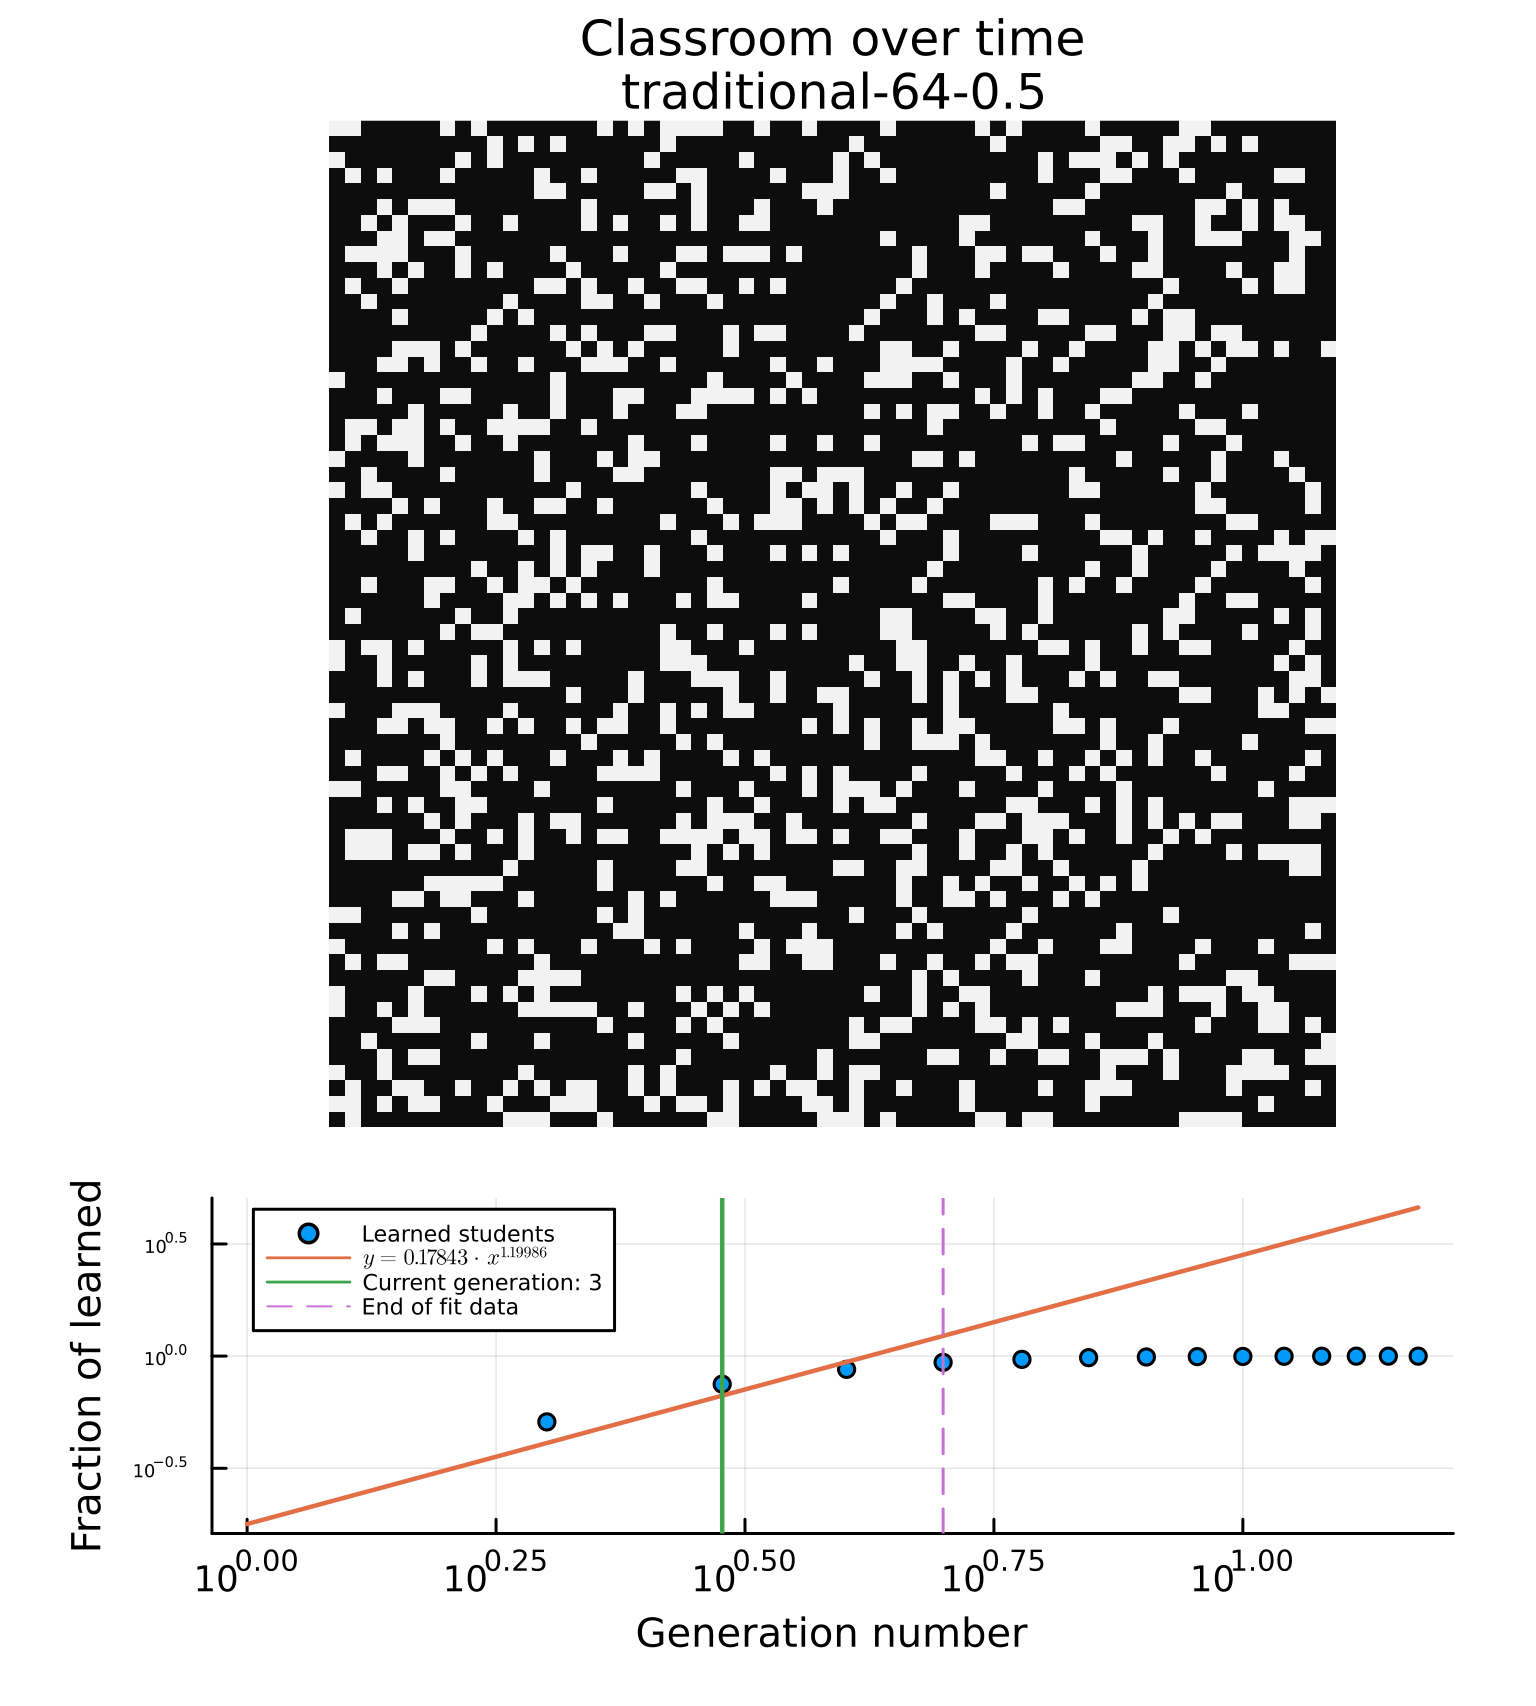 Classroom over time
traditional-64-0.5
Fraction of learned
10^0.5
10^0.0
10^−0.5
Learned students
y = 0.17843 · x^1.19986
Current generation: 3
End of fit data
10^0.00 10^0.25 10^0.50 10^0.75 10^1.00
Generation number